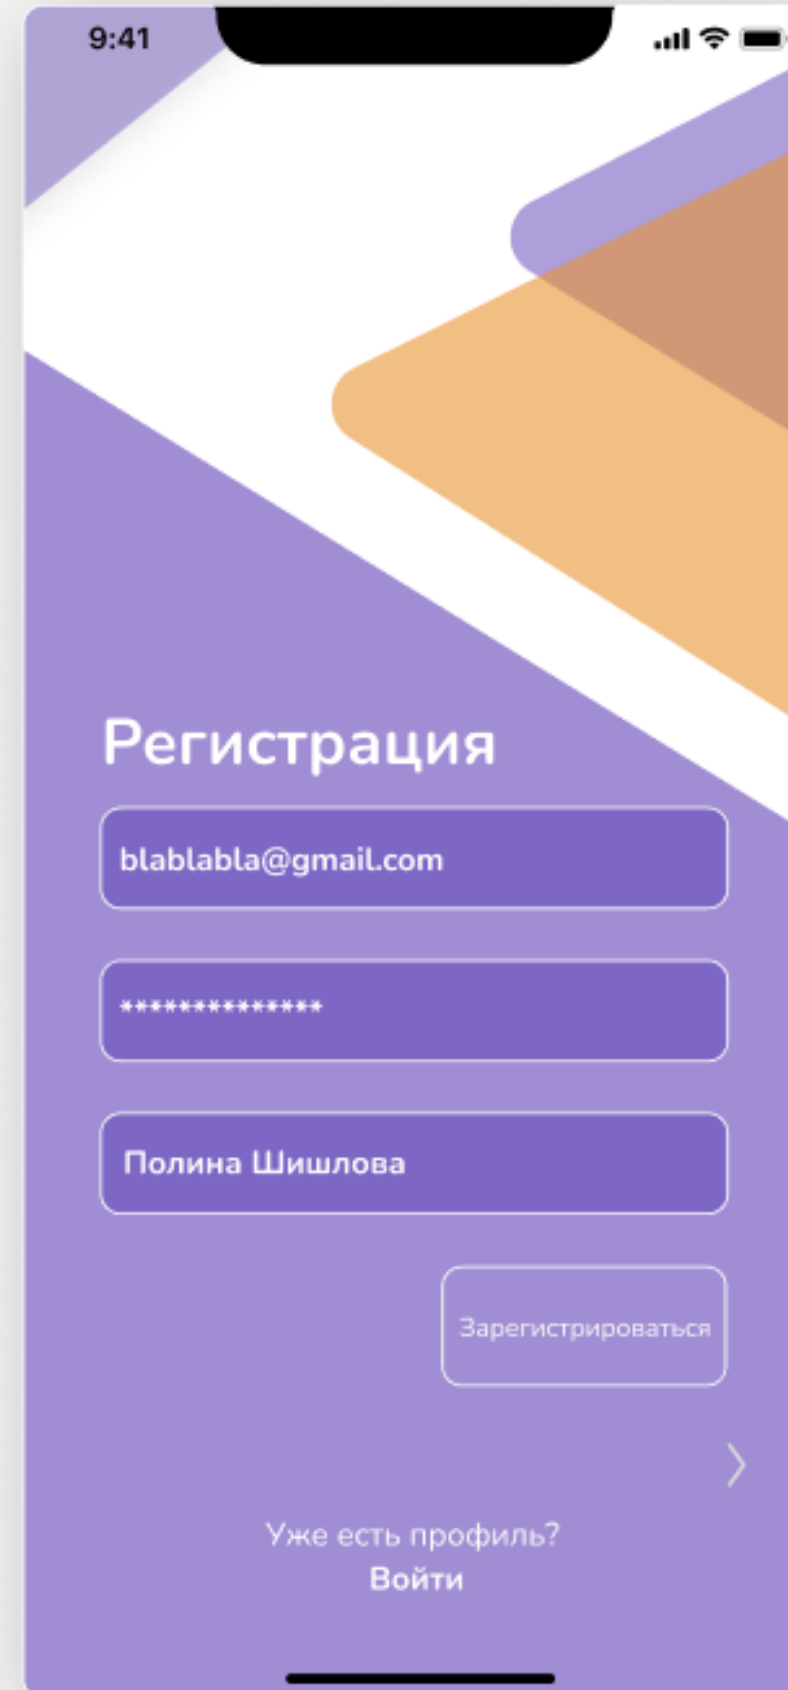 9:41
Регистрация
blablabla@gmail.com
**************
Полина Шишлова
Зарегистрироваться
Уже есть профиль?
Войти